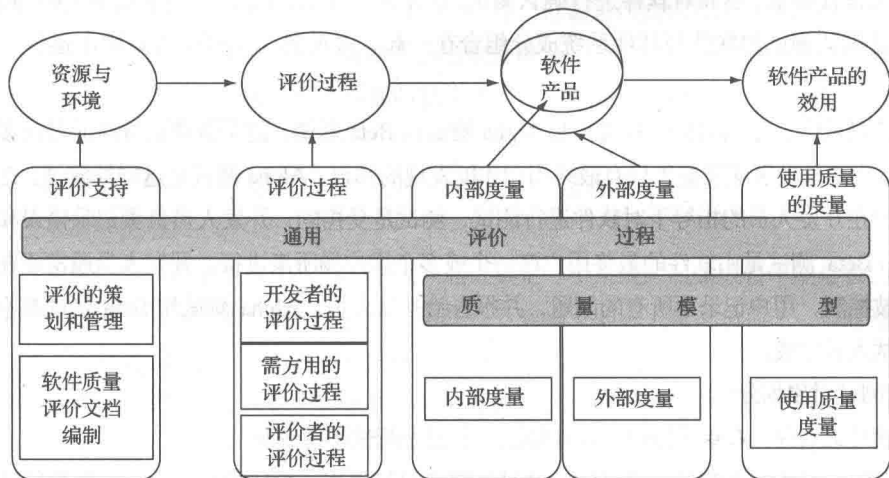 资源与
环境
评价过程
软件
产品
软件产品的
效用
评价支持
评价过程
内部度量
外部度量
使用质量
的度量
通用 评价 过程
评价的策
划和管理
软件质量
评价文档
编制
开发者的
评价过程
需方用的
评价过程
评价者的
评价过程
质 量 模 型
内部度量
外部度量
使用质量
度量